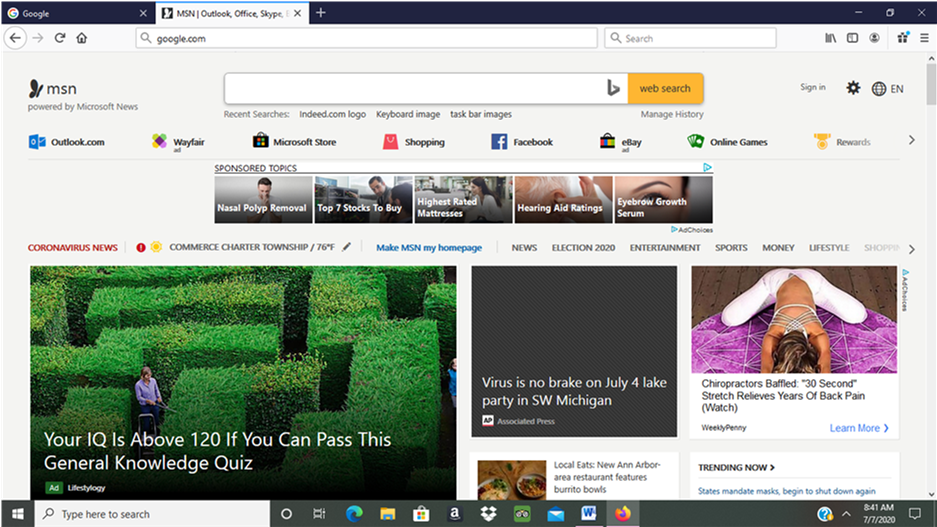 Google
MSN | Outlook, Office, Skype,
google.com
Search
msn
powered by Microsoft News
web search
Sign in
EN
Recent Searches: Indeed.com logo Keyboard image task bar images
Manage History
Outlook.com
Wayfair
ad
Microsoft Store
Shopping
Facebook
eBay
ad
Online Games
Rewards
SPONSORED TOPICS
Nasal Polyp Removal
Top 7 Stocks To Buy
Highest Rated
Mattresses
Hearing Aid Ratings
Eyebrow Growth
Serum
AdChoices
CORONAVIRUS NEWS
COMMERCE CHARTER TOWNSHIP / 76°F
Make MSN my homepage
NEWS ELECTION 2020 ENTERTAINMENT SPORTS MONEY LIFESTYLE SHOPPIN
Your IQ Is Above 120 If You Can Pass This
General Knowledge Quiz
Ad Lifestylogy
Virus is no brake on July 4 lake
party in SW Michigan
AP Associated Press
AdChoices
Chiropractors Baffled: "30 Second"
Stretch Relieves Years Of Back Pain
(Watch)
WeeklyPenny
Learn More
Local Eats: New Ann Arbor-
area restaurant features
burrito bowls
TRENDING NOW
States mandate masks, begin to shut down again
Type here to search
8:41 AM
7/7/2020